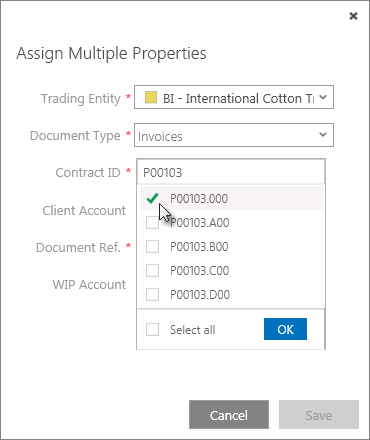 Assign Multiple Properties
Trading Entity * BI - International Cotton Tr
Document Type * Invoices
Contract ID * P00103
P00103.000
Client Account
P00103.A00
Document Ref. * P00103.B00
P00103.C00
WIP Account
P00103.D00
Select all OK
Cancel Save